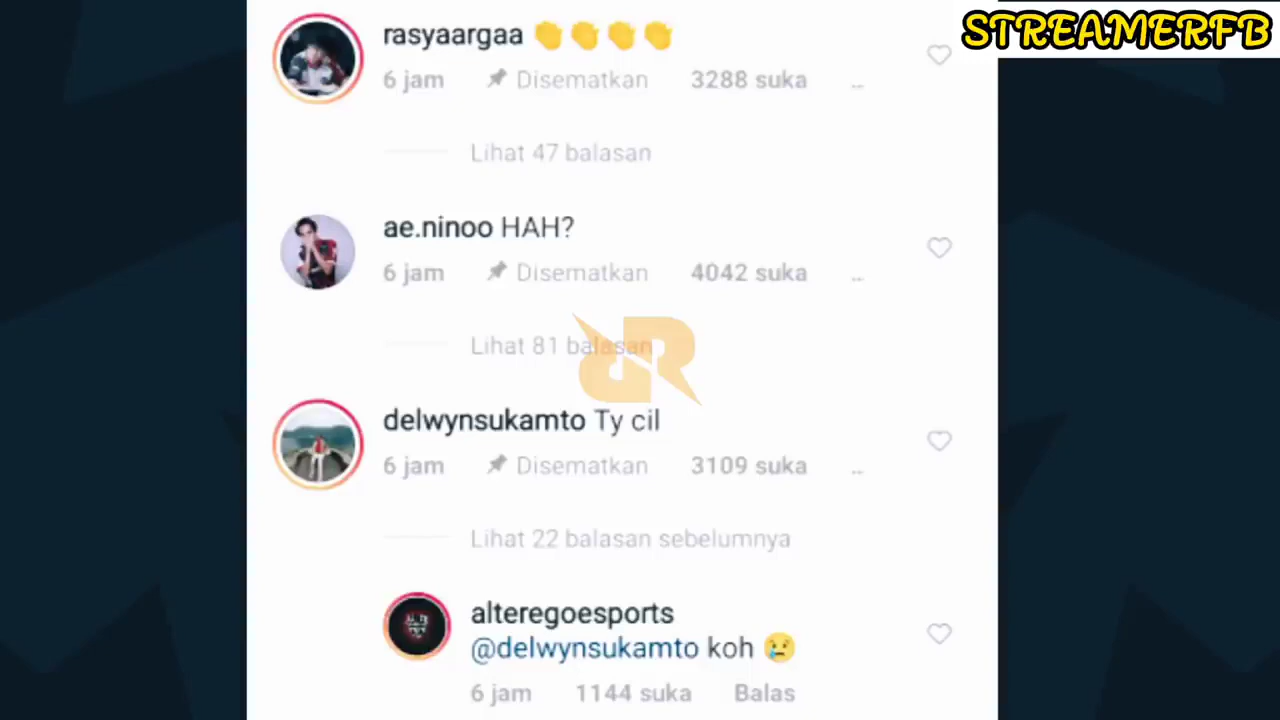 STREAMERFB
rasyaargaa 👏👏👏👏
6 jam Disematkan 3288 suka ..
Lihat 47 balasan
ae.ninoo HAH?
6 jam Disematkan 4042 suka ..
Lihat 81 balasan
delwynsukamto Ty cil
6 jam Disematkan 3109 suka ..
Lihat 22 balasan sebelumnya
alteregoesports
@delwynsukamto koh 😢
6 jam 1144 suka Balas